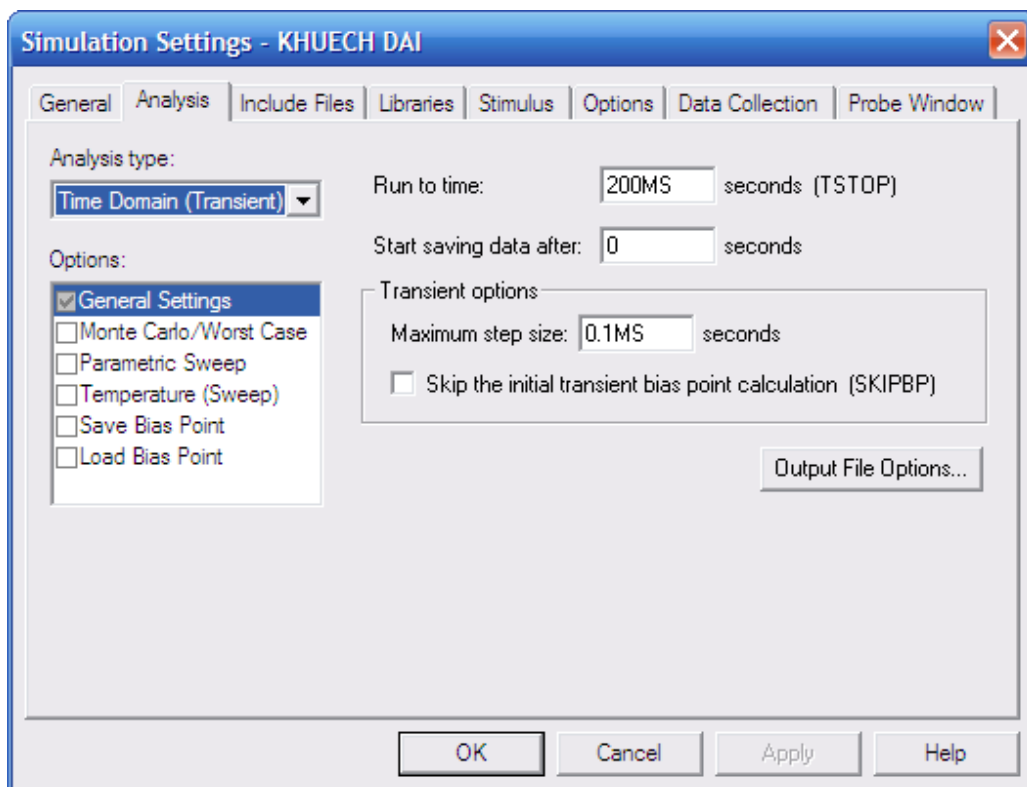 Simulation Settings - KHUECH DAI
General Analysis Include Files Libraries Stimulus Options Data Collection Probe Window
Analysis type:
Time Domain (Transient)
Options:
General Settings
Monte Carlo/Worst Case
Parametric Sweep
Temperature (Sweep)
Save Bias Point
Load Bias Point
Run to time: 200MS seconds (TSTOP)
Start saving data after: 0 seconds
Transient options
Maximum step size: 0.1MS seconds
Skip the initial transient bias point calculation (SKIPBP)
Output File Options...
OK Cancel Apply Help